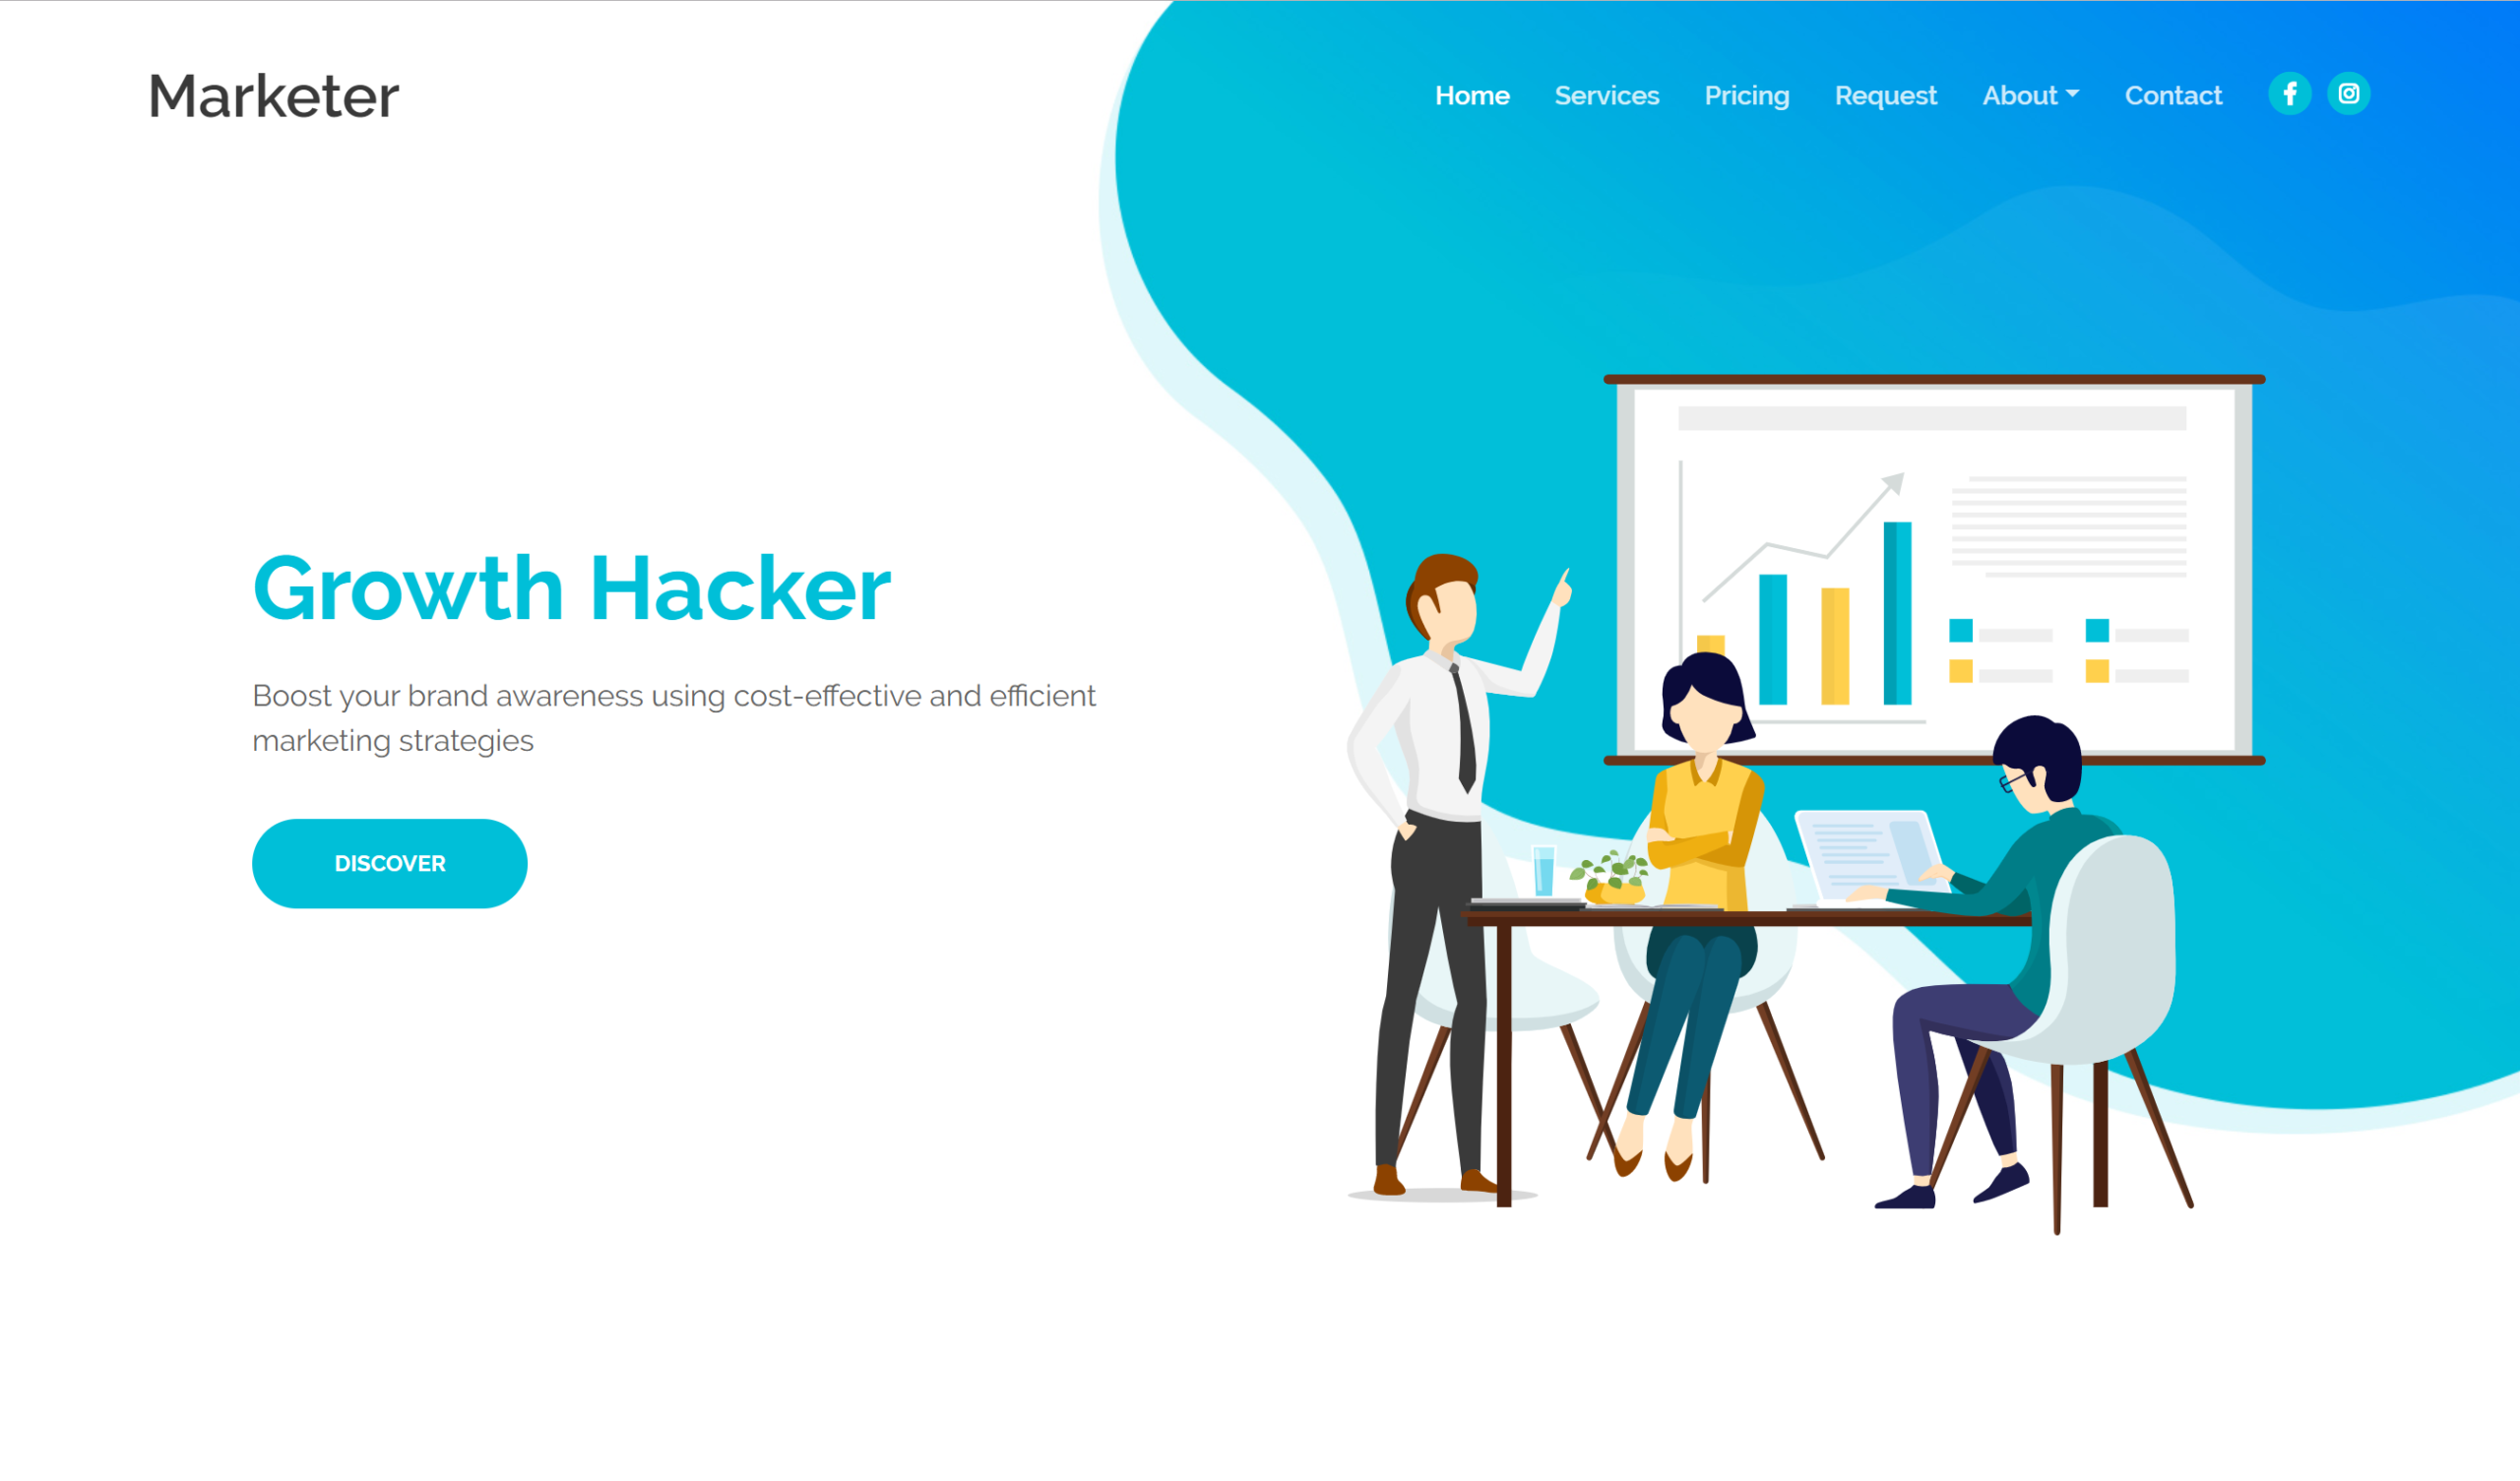 Marketer
Home Services Pricing Request About Contact
Growth Hacker
Boost your brand awareness using cost-effective and efficient
marketing strategies
DISCOVER